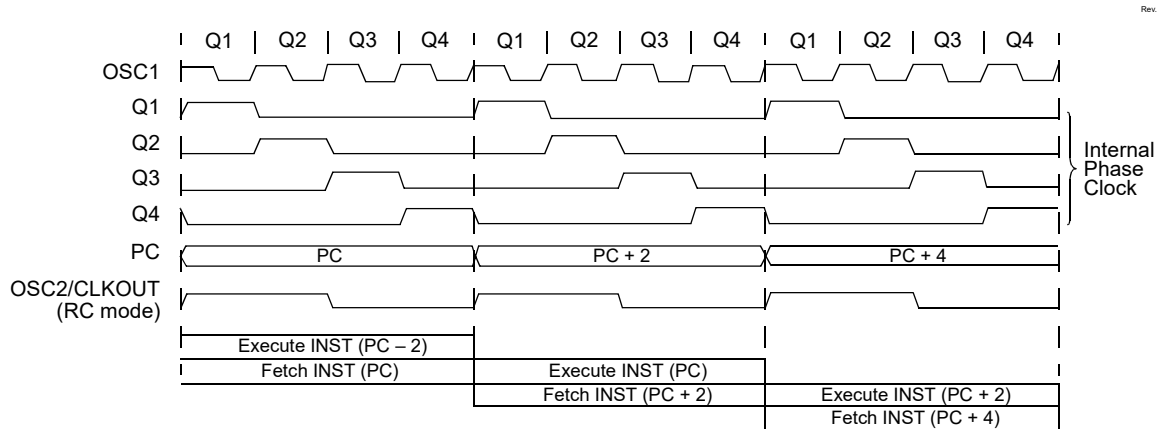 Rev.
Q1 Q2 Q3 Q4 Q1 Q2 Q3 Q4 Q1 Q2 Q3 Q4
OSC1
Q1
Q2
Q3
Q4
Internal
Phase
Clock
PC
PC PC + 2 PC + 4
OSC2/CLKOUT
(RC mode)
Execute INST (PC – 2)
Fetch INST (PC) Execute INST (PC)
Fetch INST (PC + 2) Execute INST (PC + 2)
Fetch INST (PC + 4)